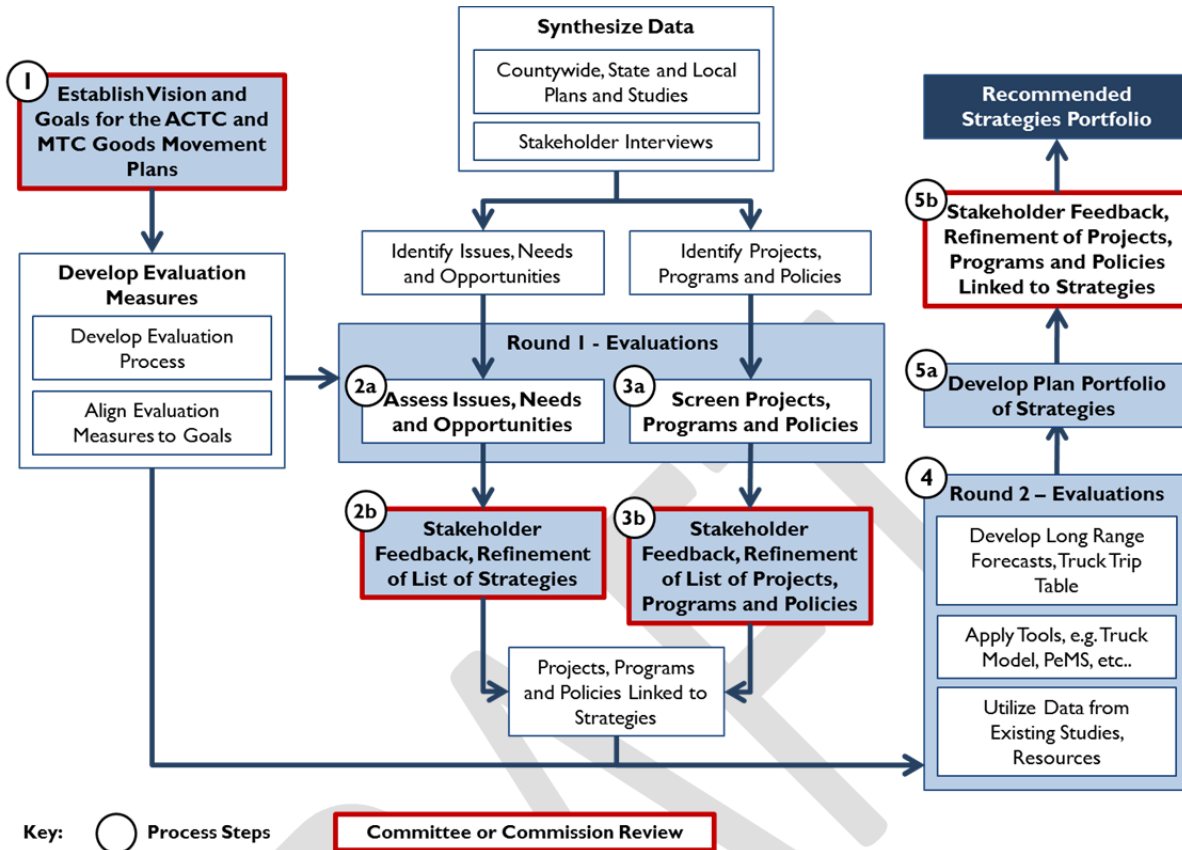 Synthesize Data
Countywide, State and Local
Plans and Studies
Stakeholder Interviews
1
Establish Vision and
Goals for the ACTC and
MTC Goods Movement
Plans
Develop Evaluation
Measures
Develop Evaluation
Process
Align Evaluation
Measures to Goals
Identify Issues, Needs
and Opportunities
Identify Projects,
Programs and Policies
Round 1 - Evaluations
2a
Assess Issues, Needs
and Opportunities
3a
Screen Projects,
Programs and Policies
2b
Stakeholder
Feedback, Refinement
of List of Strategies
3b
Stakeholder
Feedback, Refinement
of List of Projects,
Programs and Policies
Projects, Programs
and Policies Linked to
Strategies
Recommended
Strategies Portfolio
5b
Stakeholder Feedback,
Refinement of Projects,
Programs and Policies
Linked to Strategies
5a
Develop Plan Portfolio
of Strategies
4
Round 2 – Evaluations
Develop Long Range
Forecasts, Truck Trip
Table
Apply Tools, e.g. Truck
Model, PeMS, etc..
Utilize Data from
Existing Studies,
Resources
Key:
Process Steps
Committee or Commission Review